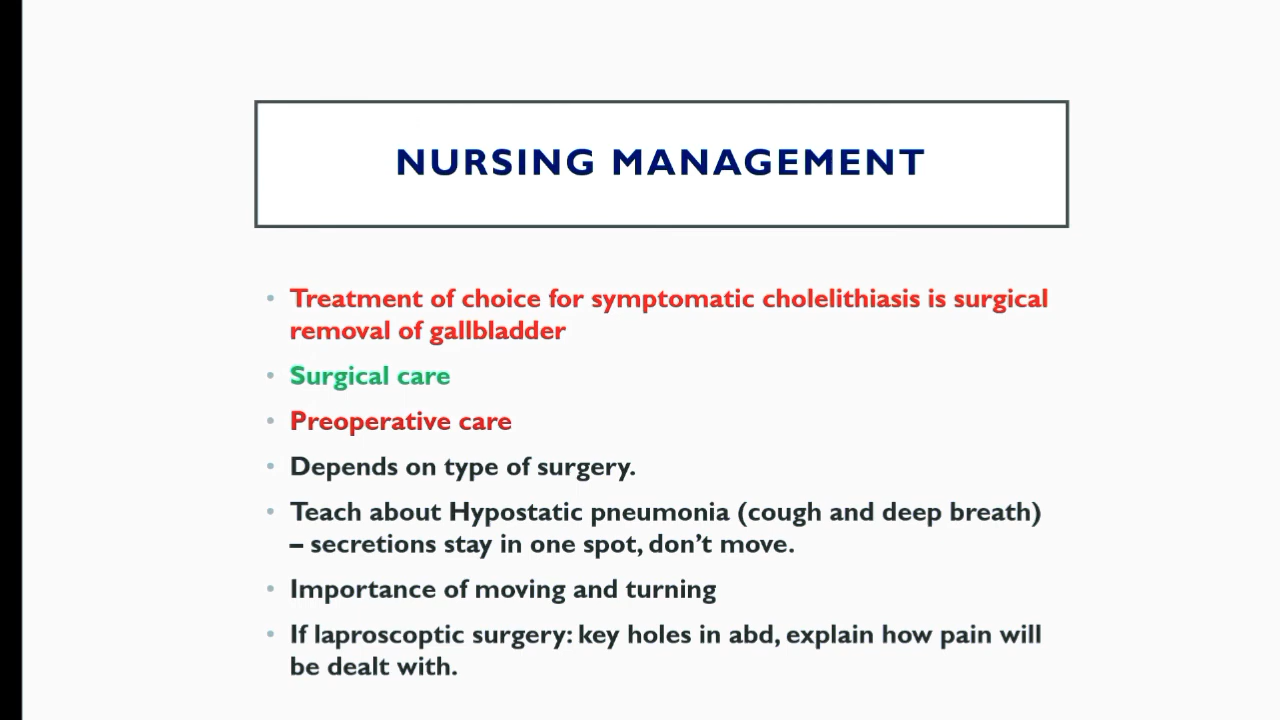 NURSING MANAGEMENT
• Treatment of choice for symptomatic cholelithiasis is surgical
removal of gallbladder
• Surgical care
• Preoperative care
• Depends on type of surgery.
• Teach about Hypostatic pneumonia (cough and deep breath)
– secretions stay in one spot, don’t move.
• Importance of moving and turning
• If laproscoptic surgery: key holes in abd, explain how pain will
be dealt with.